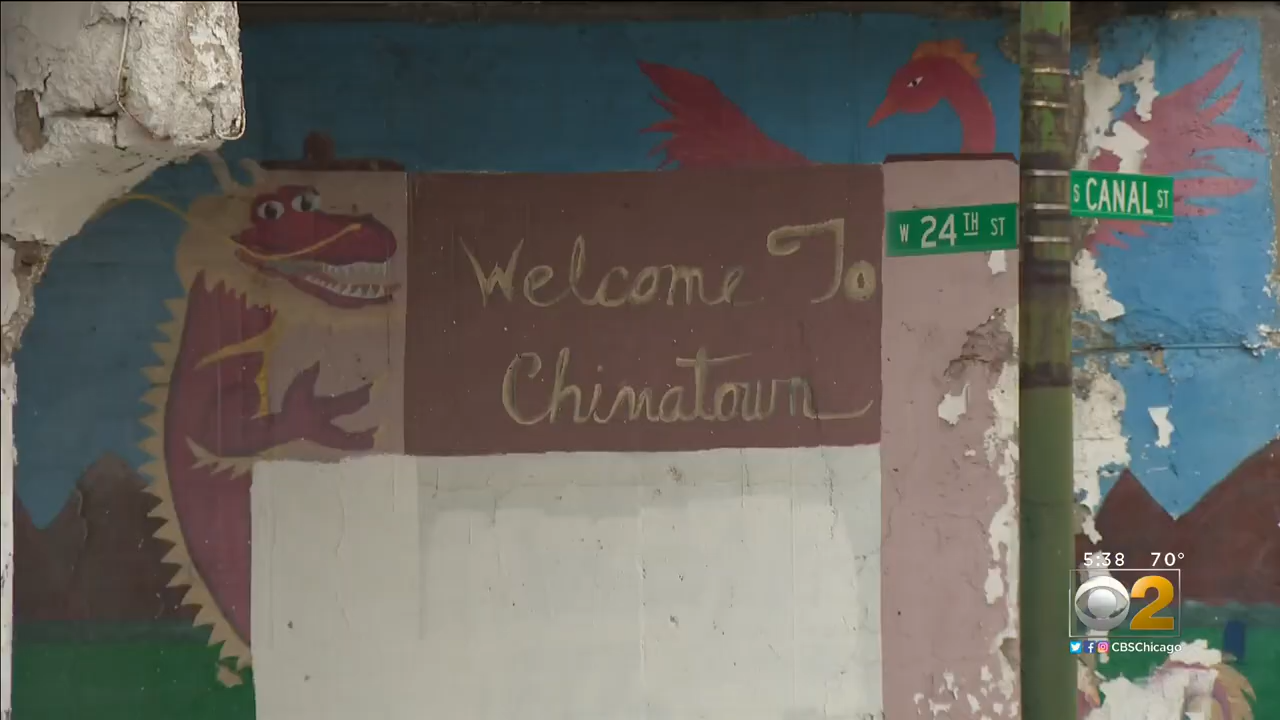 Welcome To
Chinatown
W 24TH ST
S CANAL ST
5:38 70°
2
CBSChicago